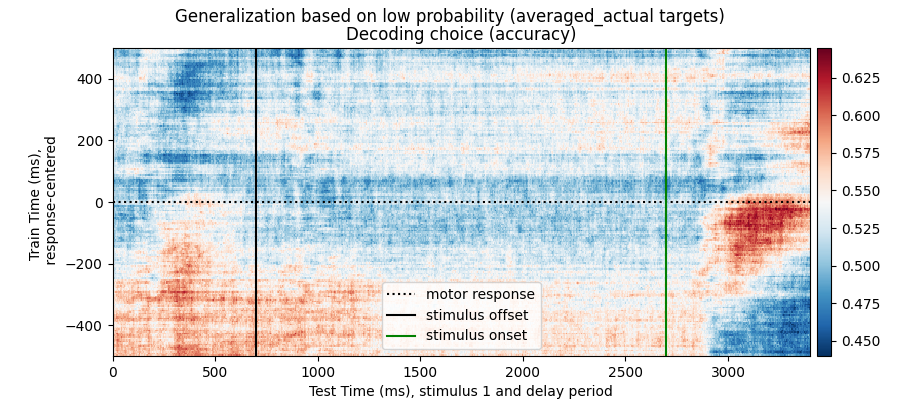 Generalization based on low probability (averaged_actual targets)
Decoding choice (accuracy)
Train Time (ms),
response-centered
400
200
0
−200
−400
motor response
stimulus offset
stimulus onset
0
500
1000
1500
2000
2500
3000
Test Time (ms), stimulus 1 and delay period
0.625
0.600
0.575
0.550
0.525
0.500
0.475
0.450